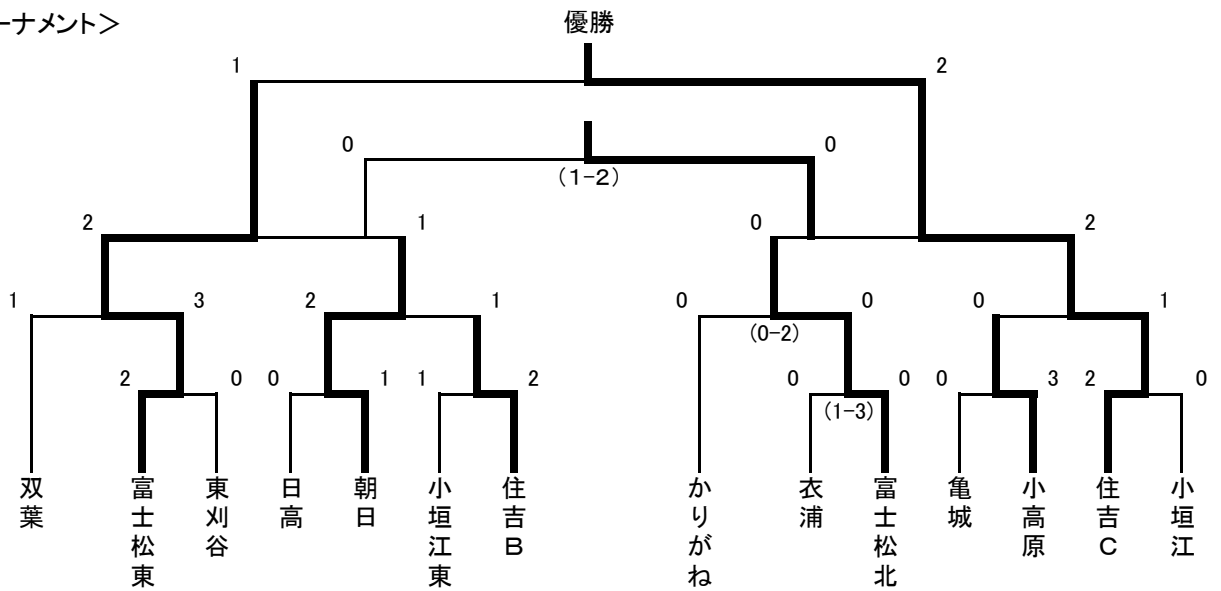 ーナメント＞
優勝
1
2
0
0
(1-2)
2
1
0
2
1
3
2
1
0
0
0
1
(0-2)
2
0
0
1
1
2
0
0
0
3
2
0
(1-3)
双葉
富士松東
東刈谷
日高
朝日
小垣江東
住吉B
かりがね
衣浦
富士松北
亀城
小高原
住吉C
小垣江